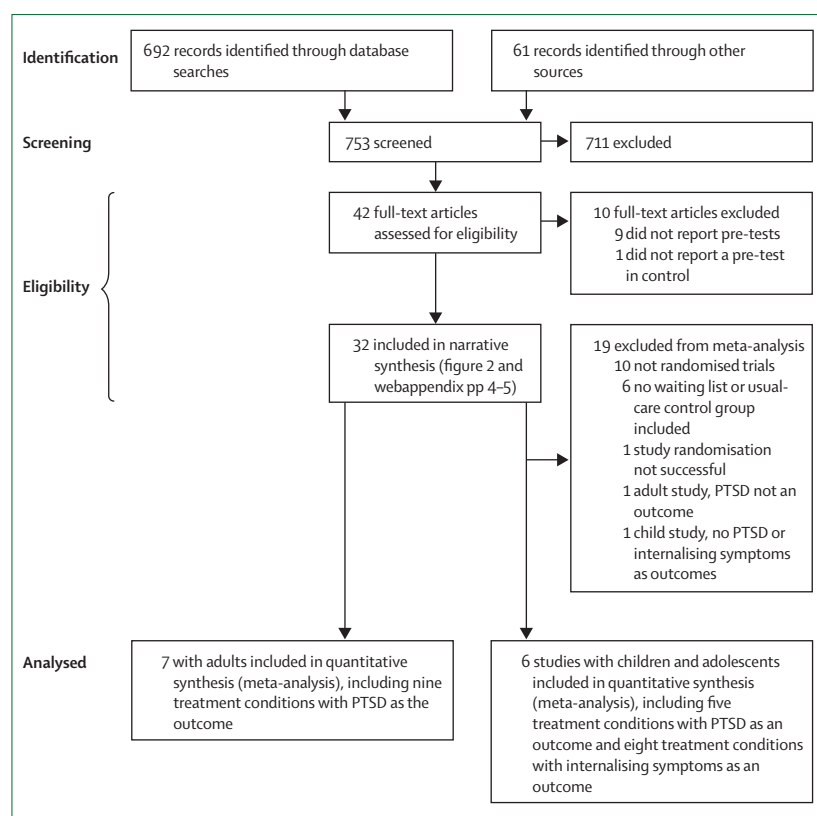 Identification
692 records identified through database
searches
61 records identified through other
sources
Screening
753 screened
711 excluded
Eligibility
42 full-text articles
assessed for eligibility
10 full-text articles excluded
9 did not report pre-tests
1 did not report a pre-test
in control
32 included in narrative
synthesis (figure 2 and
webappendix pp 4–5)
19 excluded from meta-analysis
10 not randomised trials
6 no waiting list or usual-
care control group
included
1 study randomisation
not successful
1 adult study, PTSD not an
outcome
1 child study, no PTSD or
internalising symptoms
as outcomes
Analysed
7 with adults included in quantitative
synthesis (meta-analysis), including nine
treatment conditions with PTSD as the
outcome
6 studies with children and adolescents
included in quantitative synthesis
(meta-analysis), including five
treatment conditions with PTSD as an
outcome and eight treatment conditions
with internalising symptoms as an
outcome